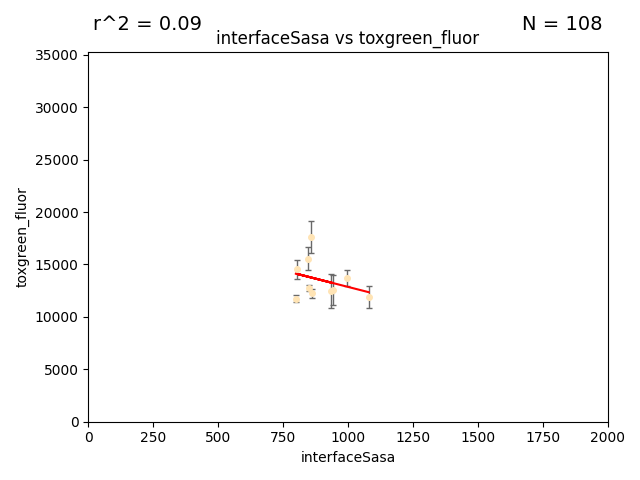 r^2 = 0.09
N = 108
interfaceSasa vs toxgreen_fluor
35000
30000
25000
20000
15000
10000
5000
0
toxgreen_fluor
0 250 500 750 1000 1250 1500 1750 2000
interfaceSasa